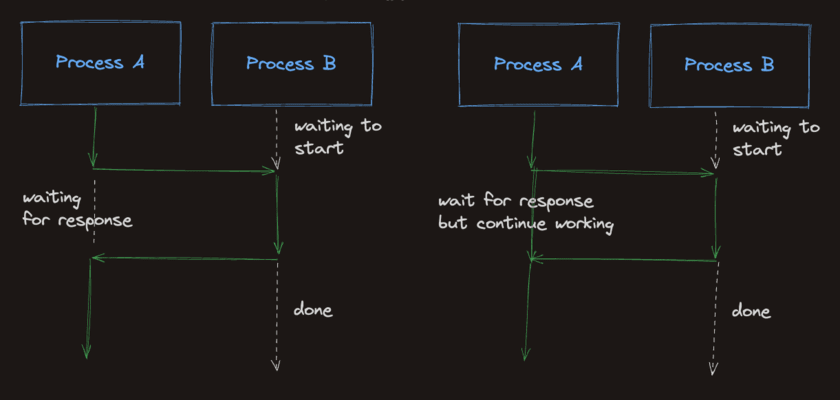 Process A
Process B
waiting to
start
waiting
for response
done
Process A
Process B
waiting to
start
wait for response
but continue working
done